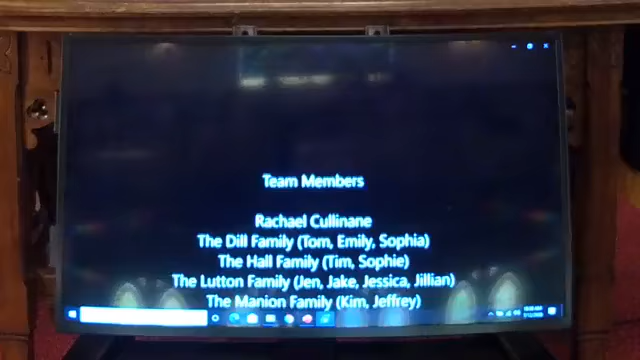 Team Members
Rachael Cullinane
The Dill Family (Tom, Emily, Sophia)
The Hall Family (Tim, Sophie)
The Lutton Family (Jen, Jake, Jessica, Jillian)
The Manion Family (Kim, Jeffrey)